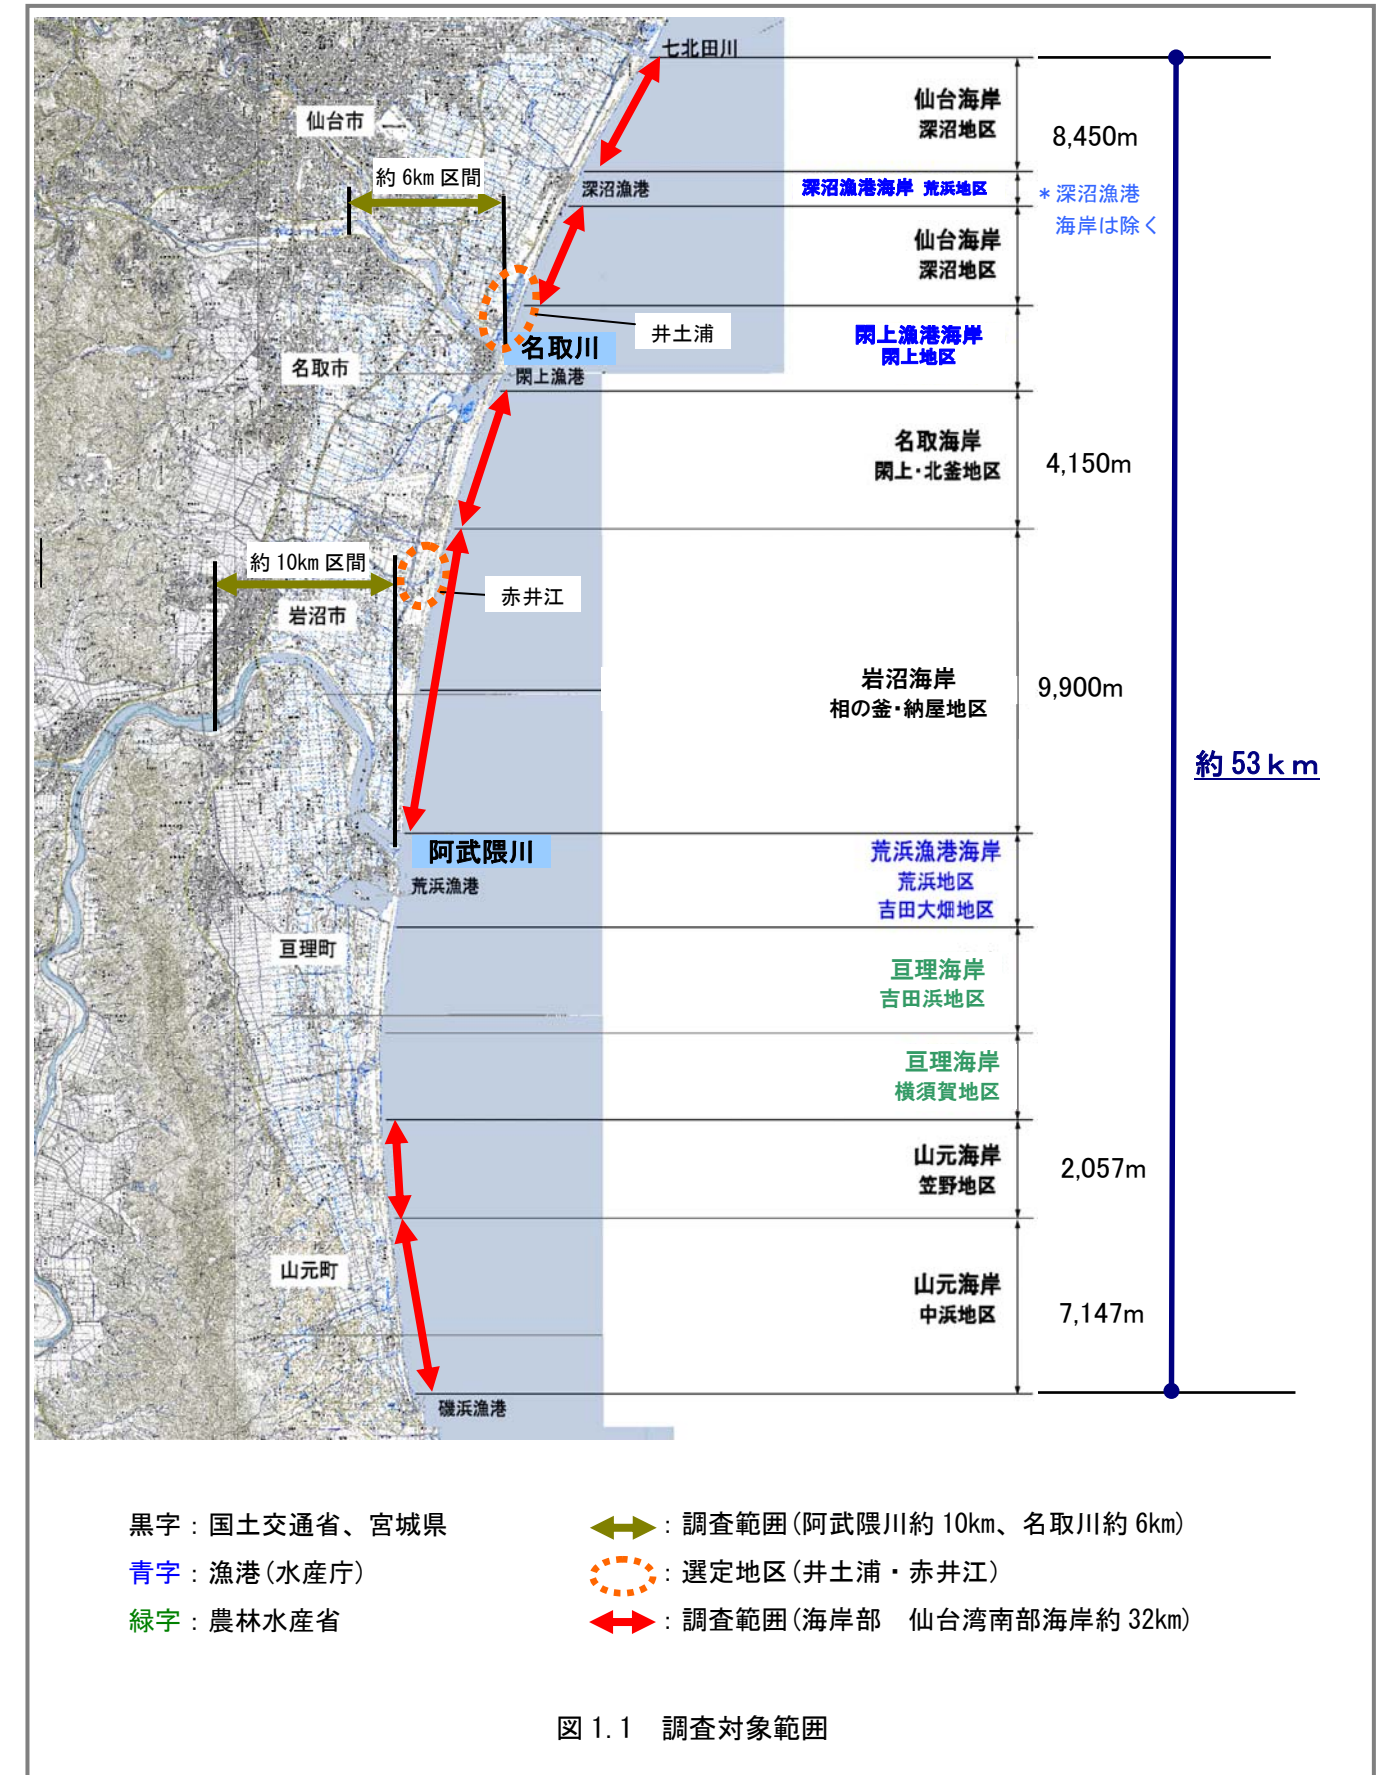 七北田川
仙台海岸
深沼地区
8,450m
仙台市
約 6km 区間
深沼漁港
深沼漁港海岸 荒浜地区
＊深沼漁港
海岸は除く
仙台海岸
深沼地区
井土浦
名取川
閖上漁港海岸
閖上地区
名取市
閖上漁港
名取海岸
閖上・北釜地区
4,150m
約 10km 区間
赤井江
岩沼市
岩沼海岸
相の釜・納屋地区
9,900m
約 53ｋｍ
阿武隈川
荒浜漁港
荒浜漁港海岸
荒浜地区
吉田大畑地区
亘理町
亘理海岸
吉田浜地区
亘理海岸
横須賀地区
山元海岸
笠野地区
2,057m
山元町
山元海岸
中浜地区
7,147m
磯浜漁港
黒字：国土交通省、宮城県
：調査範囲(阿武隈川約 10km、名取川約 6km)
青字：漁港(水産庁)
：選定地区(井土浦・赤井江)
緑字：農林水産省
：調査範囲(海岸部　仙台湾南部海岸約 32km)
図 1.1　調査対象範囲